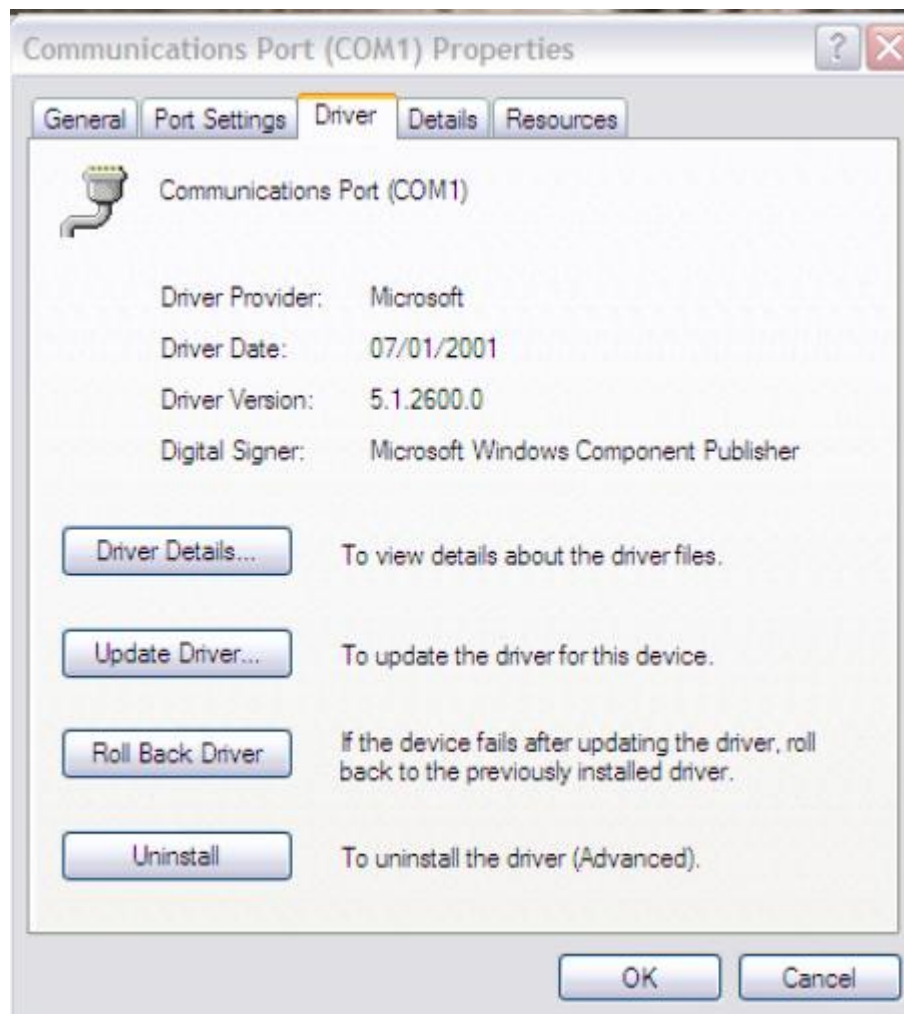 Communications Port (COM1) Properties
General Port Settings Driver Details Resources
Communications Port (COM1)
Driver Provider: Microsoft
Driver Date: 07/01/2001
Driver Version: 5.1.2600.0
Digital Signer: Microsoft Windows Component Publisher
Driver Details... To view details about the driver files.
Update Driver... To update the driver for this device.
Roll Back Driver If the device fails after updating the driver, roll
back to the previously installed driver.
Uninstall To uninstall the driver (Advanced).
OK Cancel